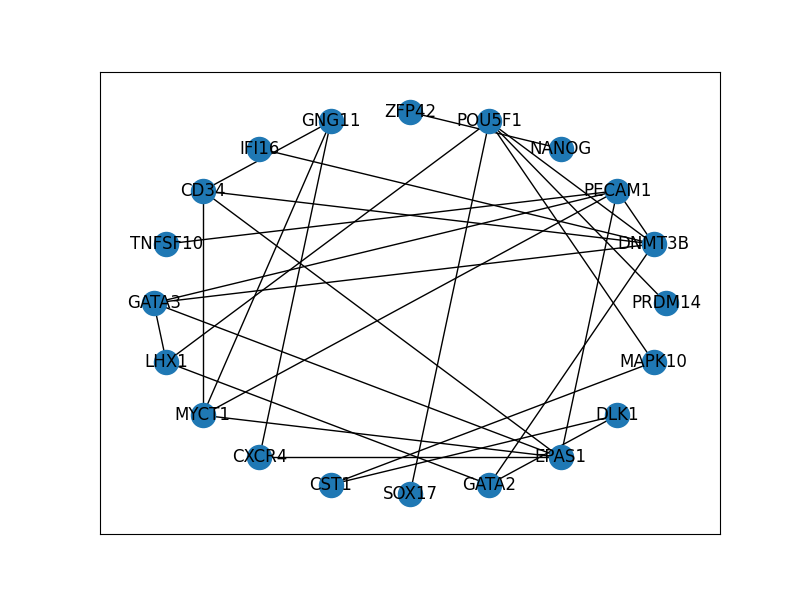 ZFP42
GNG11
POU5F1
IFI16
NANOG
CD34
PECAM1
TNFSF10
DNMT3B
GATA3
PRDM14
LHX1
MAPK10
MYCT1
DLK1
CXCR4
EPAS1
CST1
GATA2
SOX17